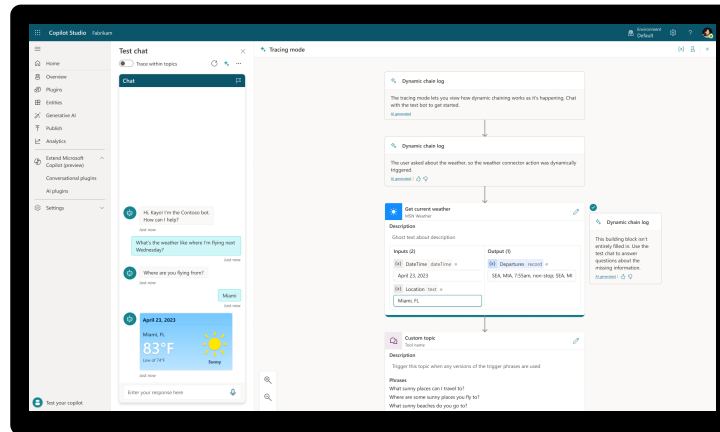 Copilot Studio Fabrikam
Environment
Default
?
Home
Overview
Plugins
Entities
Generative AI
Publish
Analytics
Extend Microsoft
Copilot (preview)
Conversational plugins
AI plugins
Settings
Test your copilot
Test chat
Trace within topics
Chat
Hi, Kayo! I'm the Contoso bot.
How can I help?
Just now
What's the weather like where I'm flying next
Wednesday?
Just now
Where are you flying from?
Just now
Miami
Just now
April 23, 2023
Miami, FL
83°F
Low of 74°F
Sunny
Just now
Enter your response here
Tracing mode
Dynamic chain log
The tracing mode lets you view how dynamic chaining works as it's happening. Chat
with the test bot to get started.
AI generated
Dynamic chain log
The user asked about the weather, so the weather connector action was dynamically
triggered.
AI generated
Get current weather
MSN Weather
Description
Ghost text about description
Inputs (2)
{x} DateTime dateTime ×
April 23, 2023
{x} Location text ×
Miami, FL
Output (1)
{x} Departures record ×
SEA, MIA, 7:55am, non-stop; SEA, MI
Dynamic chain log
This building block isn't
entirely filled in. Use the
test chat to answer
questions about the
missing information.
AI generated
Custom topic
Tool name
Description
Trigger this topic when any versions of the trigger phrases are used
Phrases
What sunny places can I travel to?
Where are some sunny places you fly to?
What sunny beaches do you go to?